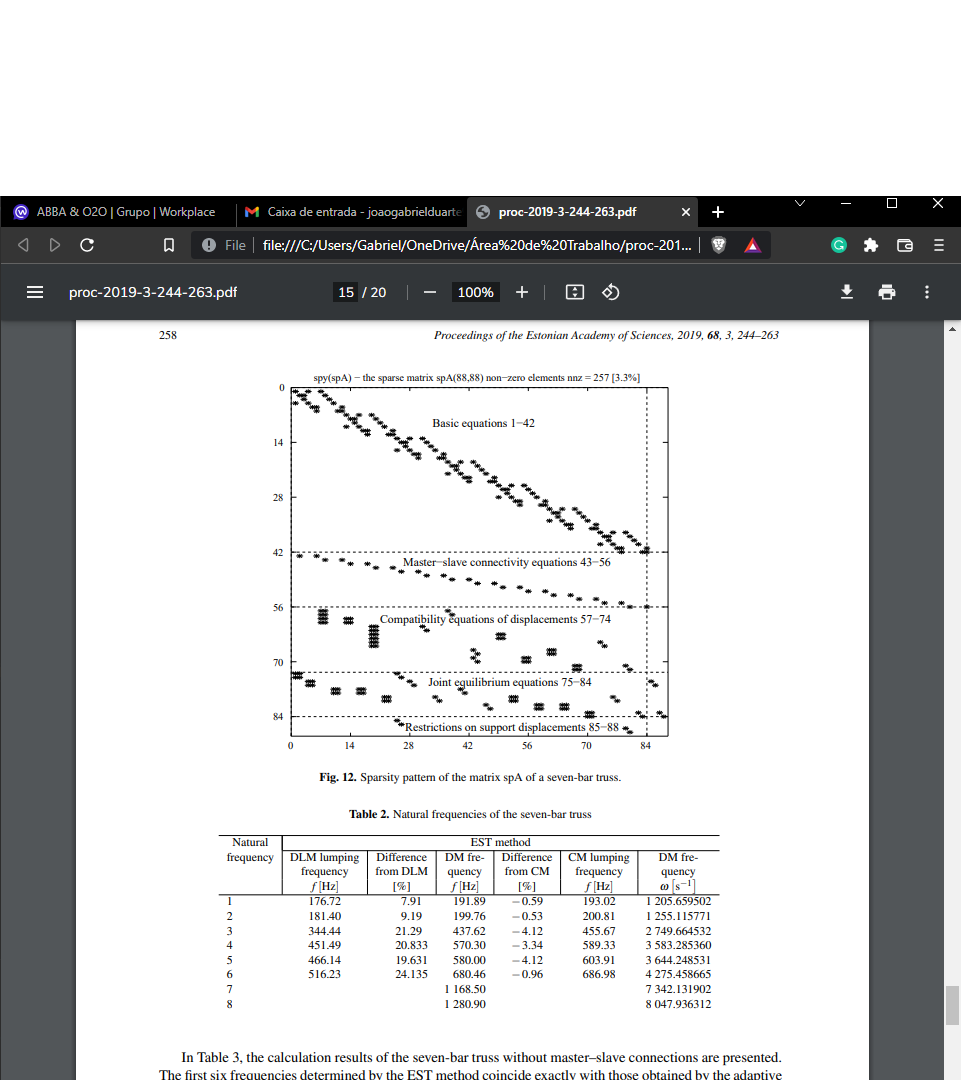 ABBA & O2O | Grupo | Workplace
Caixa de entrada - joaogabrielduarte
proc-2019-3-244-263.pdf
File
file:///C:/Users/Gabriel/OneDrive/Área%20de%20Trabalho/proc-201...
proc-2019-3-244-263.pdf
15 / 20
100%
258
Proceedings of the Estonian Academy of Sciences, 2019, 68, 3, 244–263
spy(spA) − the sparse matrix spA(88,88) non−zero elements nnz = 257 [3.3%]
0
Basic equations 1−42
14
28
42
Master−slave connectivity equations 43−56
56
Compatibility equations of displacements 57−74
70
Joint equilibrium equations 75−84
84
Restrictions on support displacements 85−88
0 14 28 42 56 70 84
Fig. 12. Sparsity pattern of the matrix spA of a seven-bar truss.
Table 2. Natural frequencies of the seven-bar truss
Natural EST method
frequency DLM lumping Difference DM fre- Difference CM lumping DM fre-
frequency from DLM quency from CM frequency quency
f [Hz] [%] f [Hz] [%] f [Hz] ω [s−1]
1 176.72 7.91 191.89 −0.59 193.02 1 205.659502
2 181.40 9.19 199.76 −0.53 200.81 1 255.115771
3 344.44 21.29 437.62 −4.12 455.67 2 749.664532
4 451.49 20.833 570.30 −3.34 589.33 3 583.285360
5 466.14 19.631 580.00 −4.12 603.91 3 644.248531
6 516.23 24.135 680.46 −0.96 686.98 4 275.458665
7 1 168.50 7 342.131902
8 1 280.90 8 047.936312
In Table 3, the calculation results of the seven-bar truss without master–slave connections are presented.
The first six frequencies determined by the EST method coincide exactly with those obtained by the adaptive